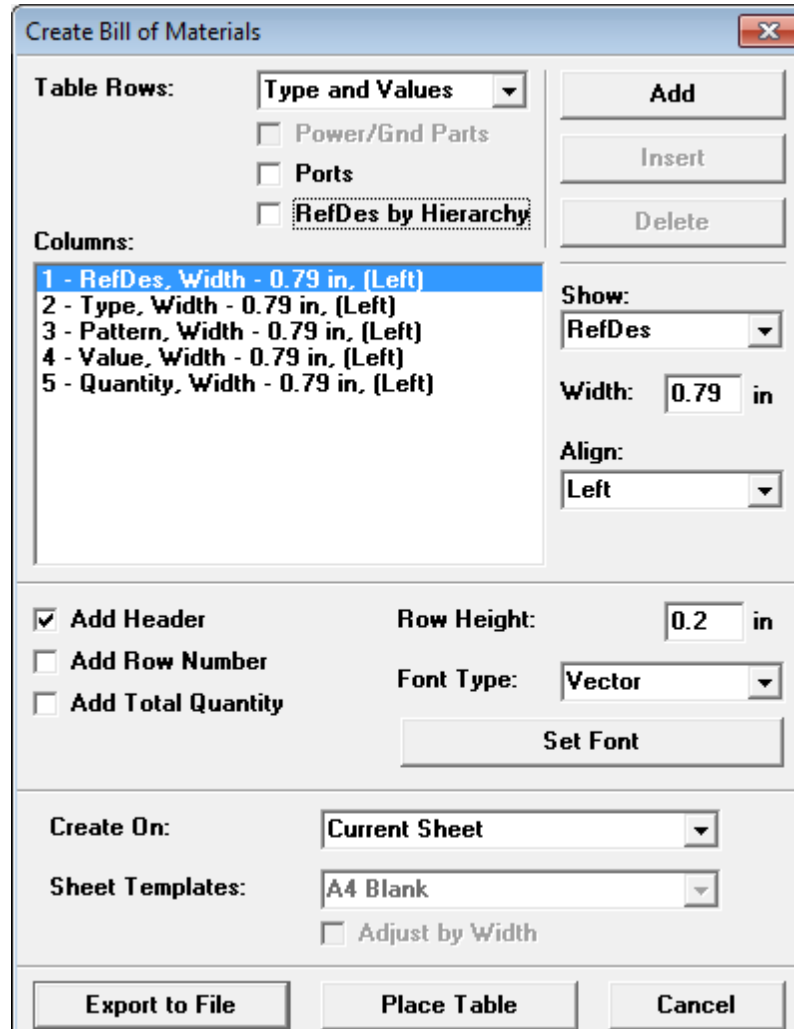 Create Bill of Materials
Table Rows:
Type and Values
Add
Power/Gnd Parts
Ports
Insert
RefDes by Hierarchy
Delete
Columns:
1 - RefDes, Width - 0.79 in, (Left)
2 - Type, Width - 0.79 in, (Left)
3 - Pattern, Width - 0.79 in, (Left)
4 - Value, Width - 0.79 in, (Left)
5 - Quantity, Width - 0.79 in, (Left)
Show:
RefDes
Width: 0.79 in
Align:
Left
Add Header
Row Height: 0.2 in
Add Row Number
Font Type: Vector
Add Total Quantity
Set Font
Create On: Current Sheet
Sheet Templates: A4 Blank
Adjust by Width
Export to File
Place Table
Cancel